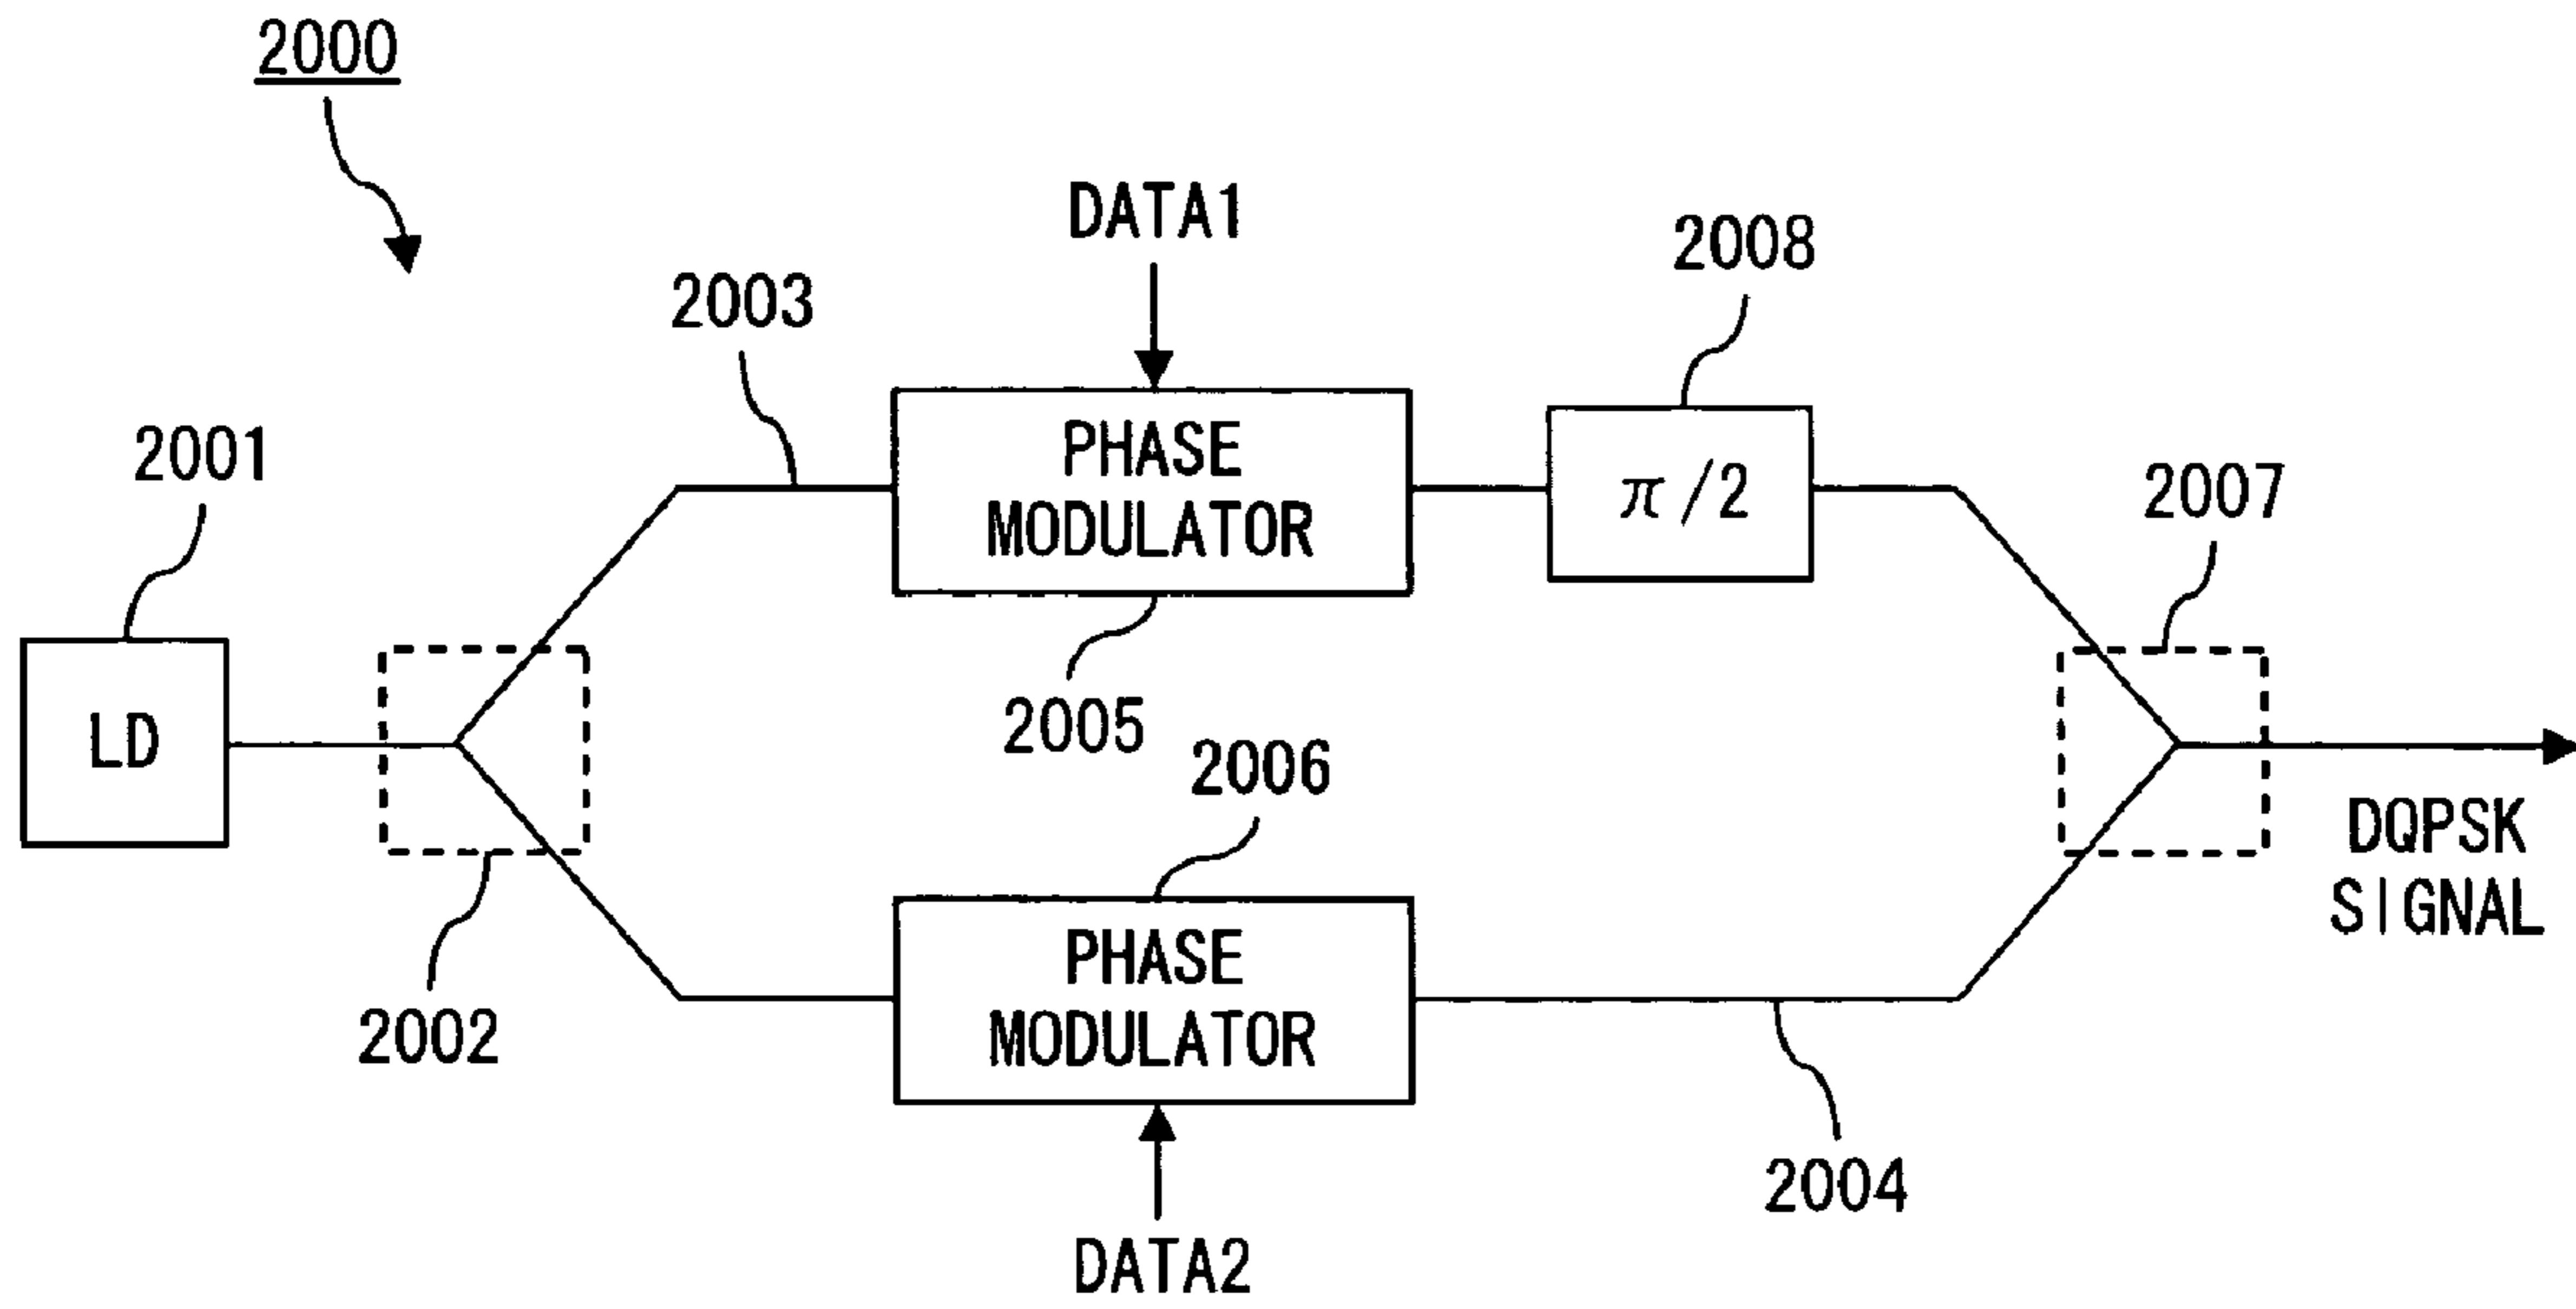 2000
DATA1
2008
2003
2001
PHASE
MODULATOR
π/2
2007
2005
LD
2006
2002
PHASE
MODULATOR
DQPSK
SIGNAL
2004
DATA2